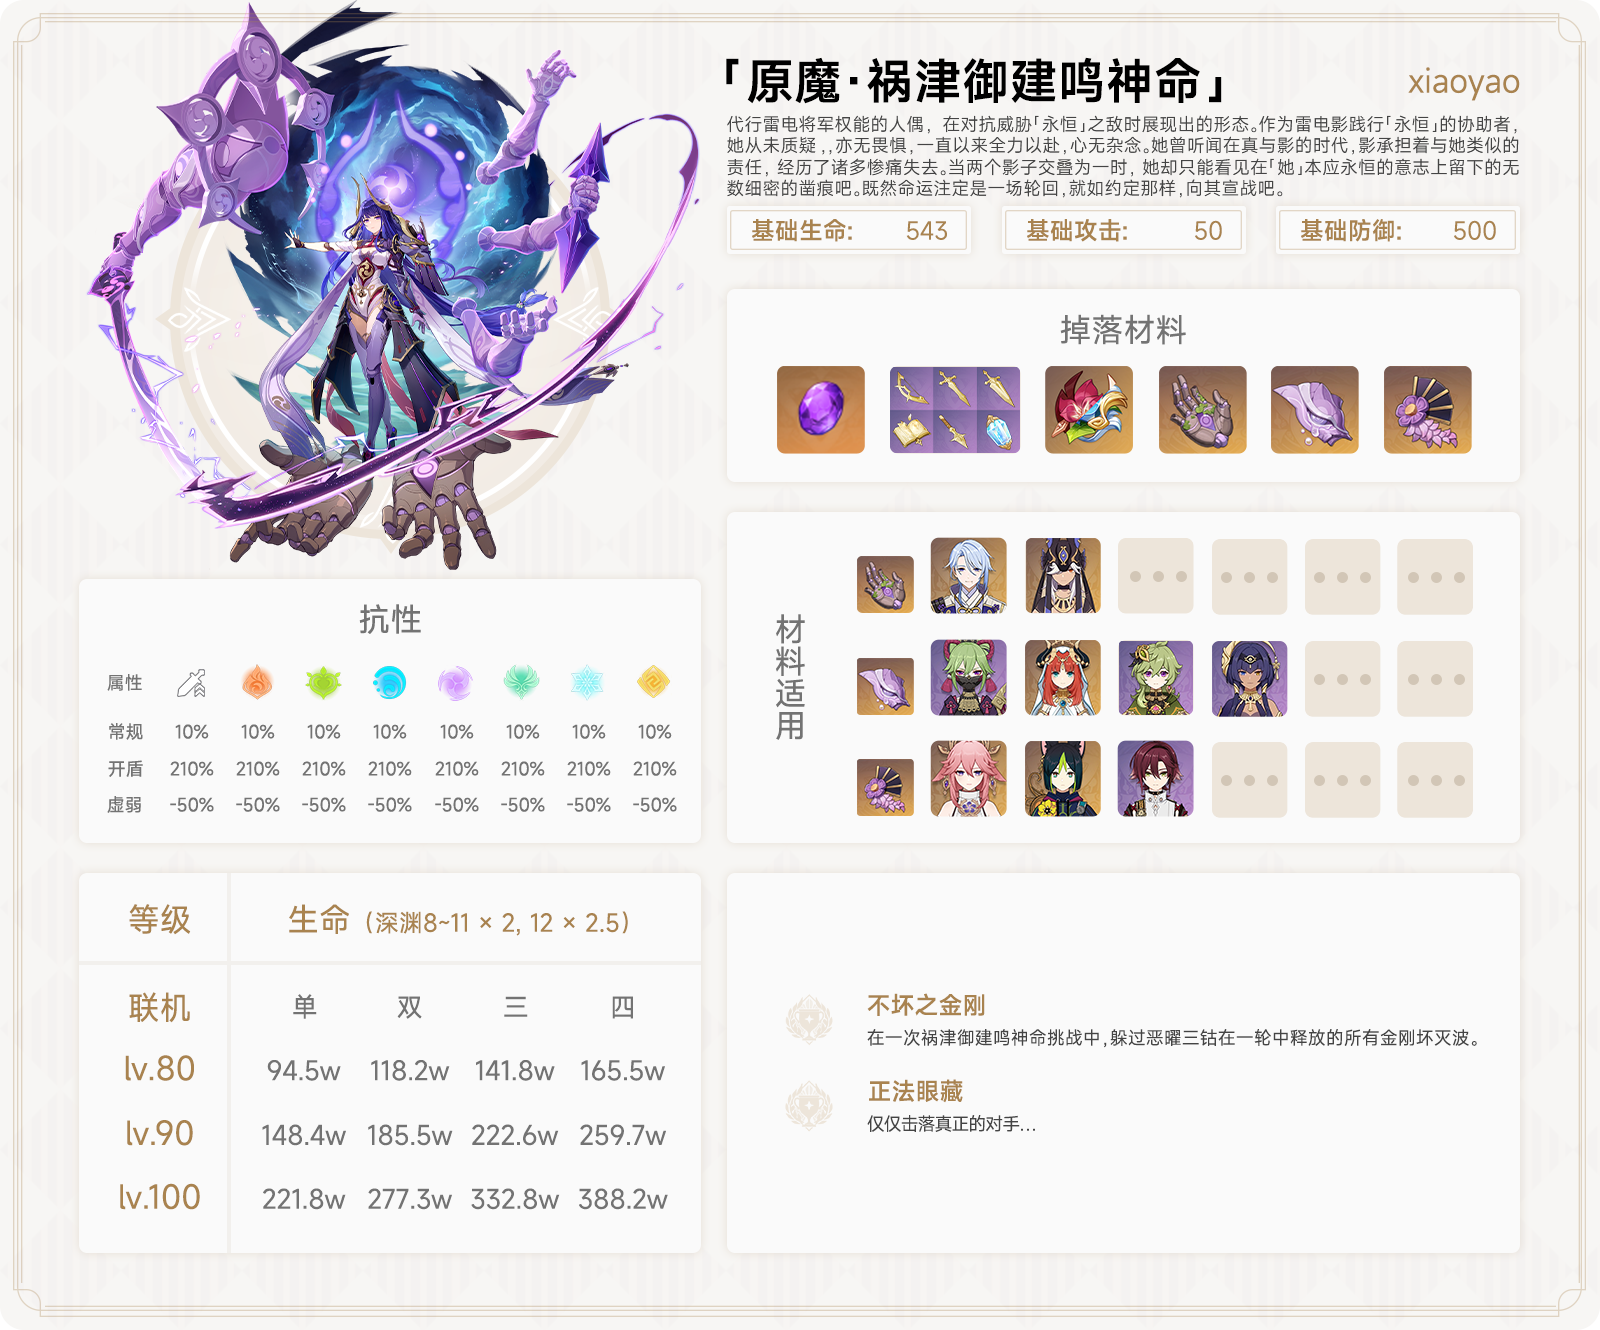 「原魔·祸津御建鸣神命」
xiaoyao
代行雷电将军权能的人偶，在对抗威胁「永恒」之敌时展现出的形态。作为雷电影践行「永恒」的协助者，
她从未质疑，，亦无畏惧，一直以来全力以赴，心无杂念。她曾听闻在真与影的时代，影承担着与她类似的
责任，经历了诸多惨痛失去。当两个影子交叠为一时，她却只能看见在「她」本应永恒的意志上留下的无
数细密的凿痕吧。既然命运注定是一场轮回，就如约定那样，向其宣战吧。
基础生命: 543
基础攻击: 50
基础防御: 500
掉落材料
材料适用
抗性
属性
常规 10% 10% 10% 10% 10% 10% 10% 10%
开盾 210% 210% 210% 210% 210% 210% 210% 210%
虚弱 -50% -50% -50% -50% -50% -50% -50% -50%
等级 生命 (深渊8~11 × 2, 12 × 2.5)
联机 单 双 三 四
lv.80 94.5w 118.2w 141.8w 165.5w
lv.90 148.4w 185.5w 222.6w 259.7w
lv.100 221.8w 277.3w 332.8w 388.2w
不坏之金刚
在一次祸津御建鸣神命挑战中，躲过恶曜三钴在一轮中释放的所有金刚坏灭波。
正法眼藏
仅仅击落真正的对手...